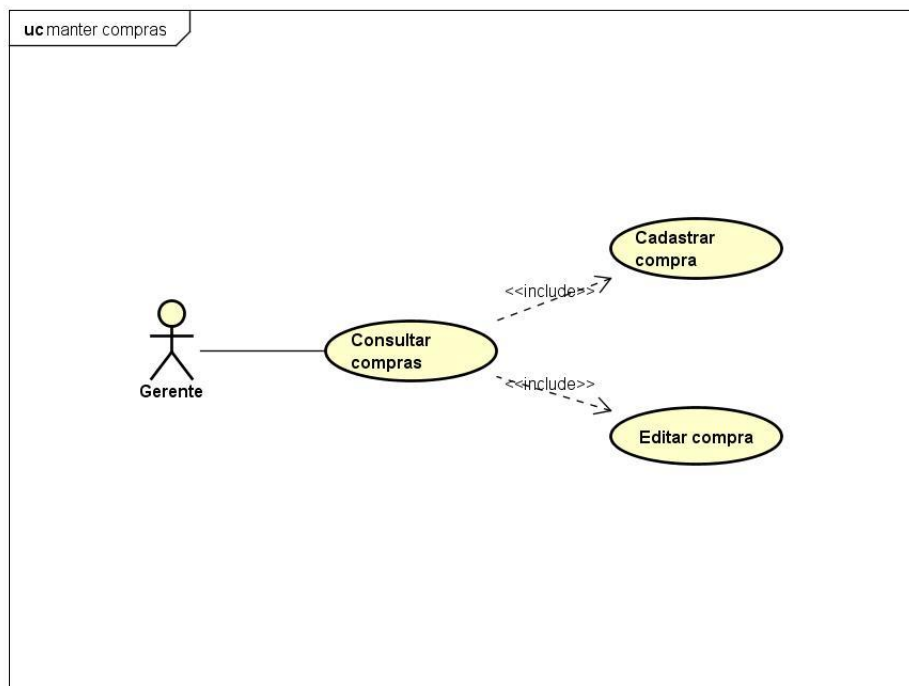 uc manter compras
Cadastrar
compra
<<include>>
Consultar
compras
Gerente
<<include>>
Editar compra